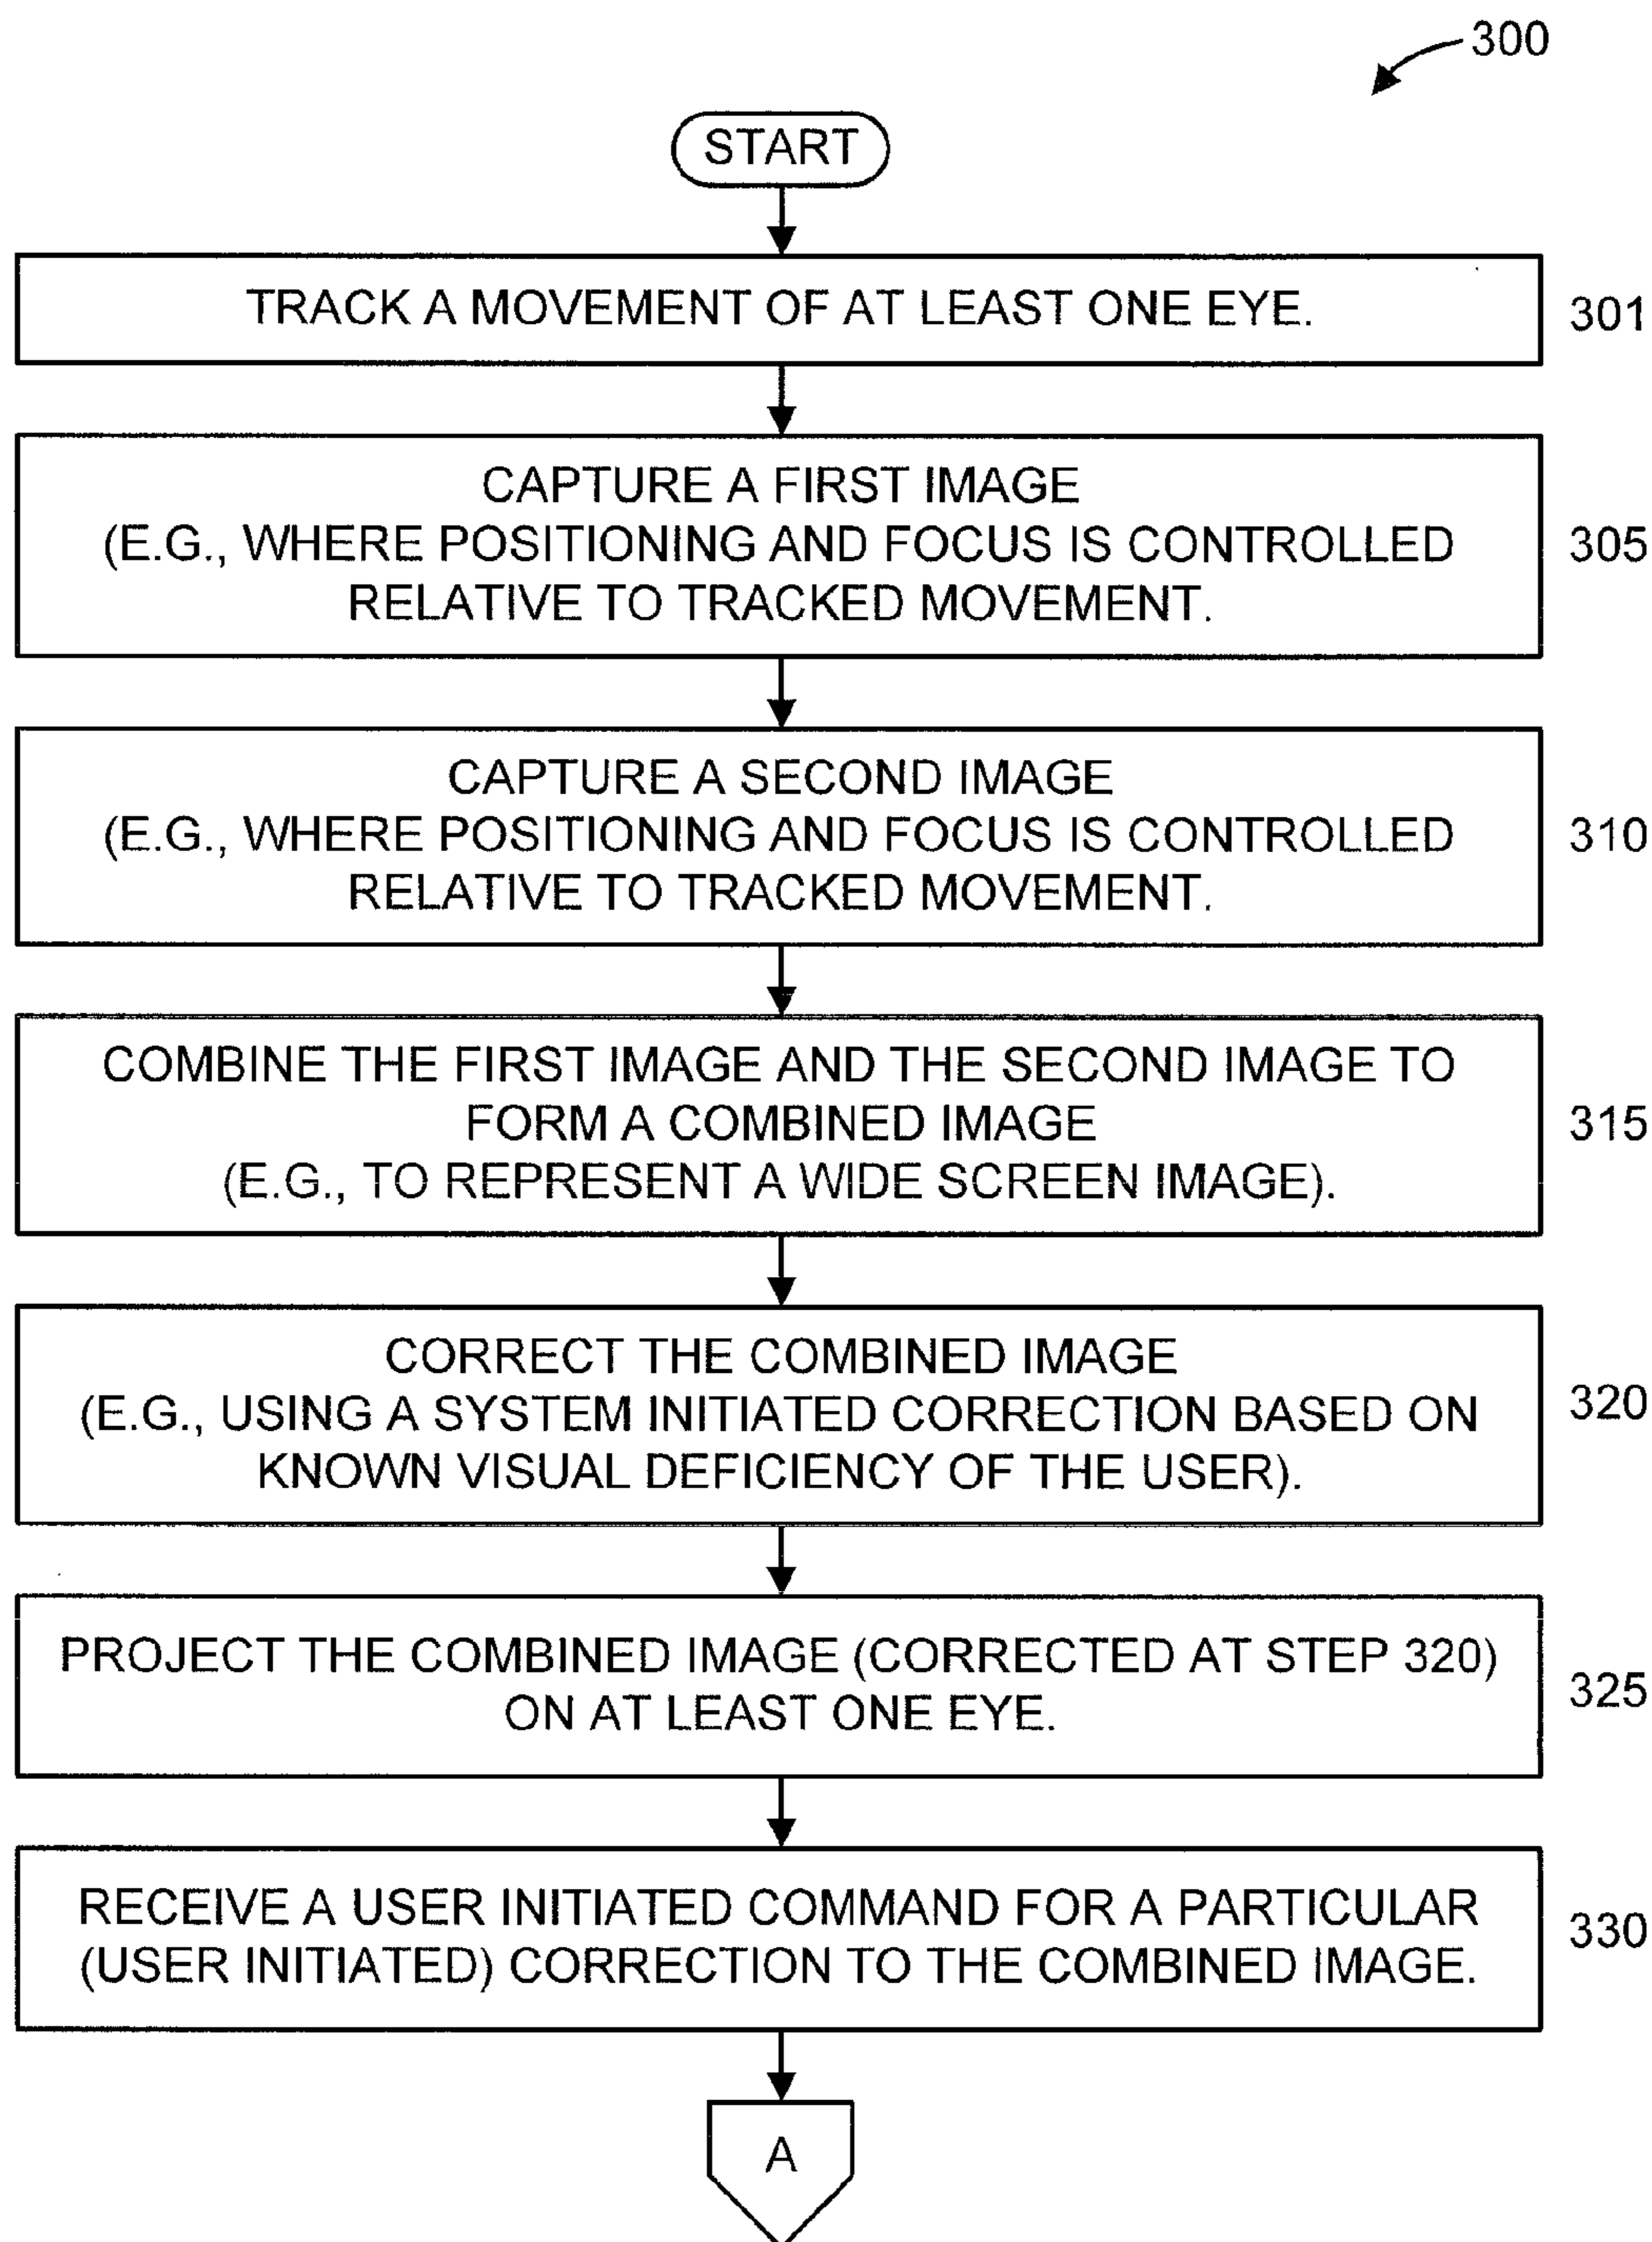 300
START
TRACK A MOVEMENT OF AT LEAST ONE EYE.
301
CAPTURE A FIRST IMAGE
(E.G., WHERE POSITIONING AND FOCUS IS CONTROLLED
RELATIVE TO TRACKED MOVEMENT.
305
CAPTURE A SECOND IMAGE
(E.G., WHERE POSITIONING AND FOCUS IS CONTROLLED
RELATIVE TO TRACKED MOVEMENT.
310
COMBINE THE FIRST IMAGE AND THE SECOND IMAGE TO
FORM A COMBINED IMAGE
(E.G., TO REPRESENT A WIDE SCREEN IMAGE).
315
CORRECT THE COMBINED IMAGE
(E.G., USING A SYSTEM INITIATED CORRECTION BASED ON
KNOWN VISUAL DEFICIENCY OF THE USER).
320
PROJECT THE COMBINED IMAGE (CORRECTED AT STEP 320)
ON AT LEAST ONE EYE.
325
RECEIVE A USER INITIATED COMMAND FOR A PARTICULAR
(USER INITIATED) CORRECTION TO THE COMBINED IMAGE.
330
A